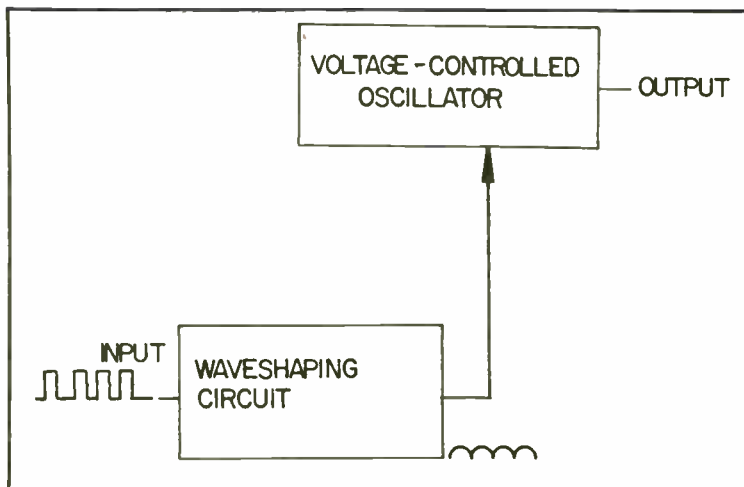 VOLTAGE-CONTROLLED
OSCILLATOR
OUTPUT
INPUT
WAVESHAPING
CIRCUIT